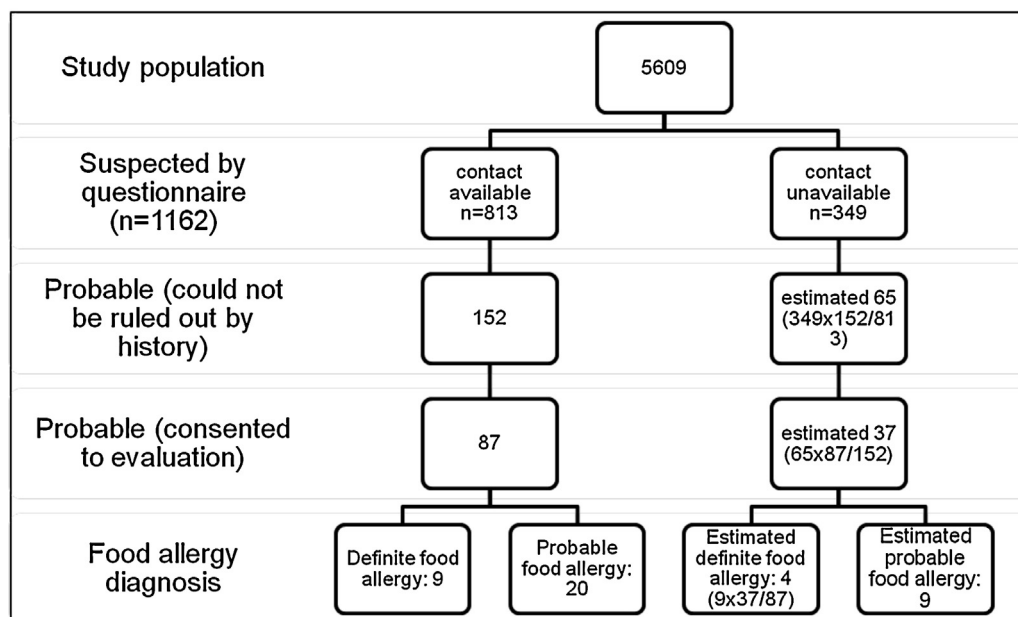 Study population
5609
Suspected by
questionnaire
(n=1162)
contact
available
n=813
contact
unavailable
n=349
Probable (could not
be ruled out by
history)
152
estimated 65
(349x152/81
3)
Probable (consented
to evaluation)
87
estimated 37
(65x87/152)
Food allergy
diagnosis
Definite food
allergy: 9
Probable
food allergy:
20
Estimated
definite food
allergy: 4
(9x37/87)
Estimated
probable
food allergy:
9